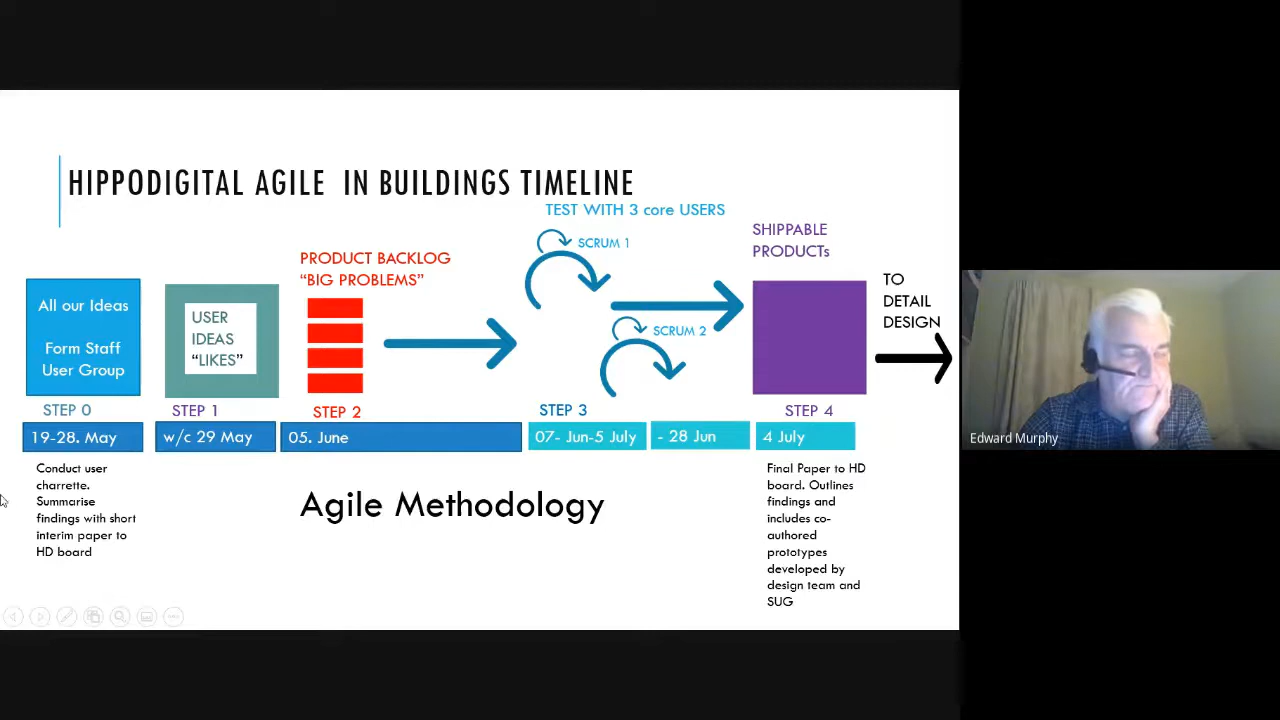 HIPPODIGITAL AGILE IN BUILDINGS TIMELINE
TEST WITH 3 core USERS
SCRUM 1
SHIPPABLE
PRODUCTs
PRODUCT BACKLOG
“BIG PROBLEMS”
TO
DETAIL
DESIGN
All our Ideas
Form Staff
User Group
USER
IDEAS
“LIKES”
SCRUM 2
STEP 0
STEP 1
STEP 2
STEP 3
STEP 4
19-28. May
w/c 29 May
05. June
07- Jun-5 July
- 28 Jun
4 July
Conduct user
charrette.
Summarise
findings with short
interim paper to
HD board
Agile Methodology
Final Paper to HD
board. Outlines
findings and
includes co-
authored
prototypes
developed by
design team and
SUG
Edward Murphy